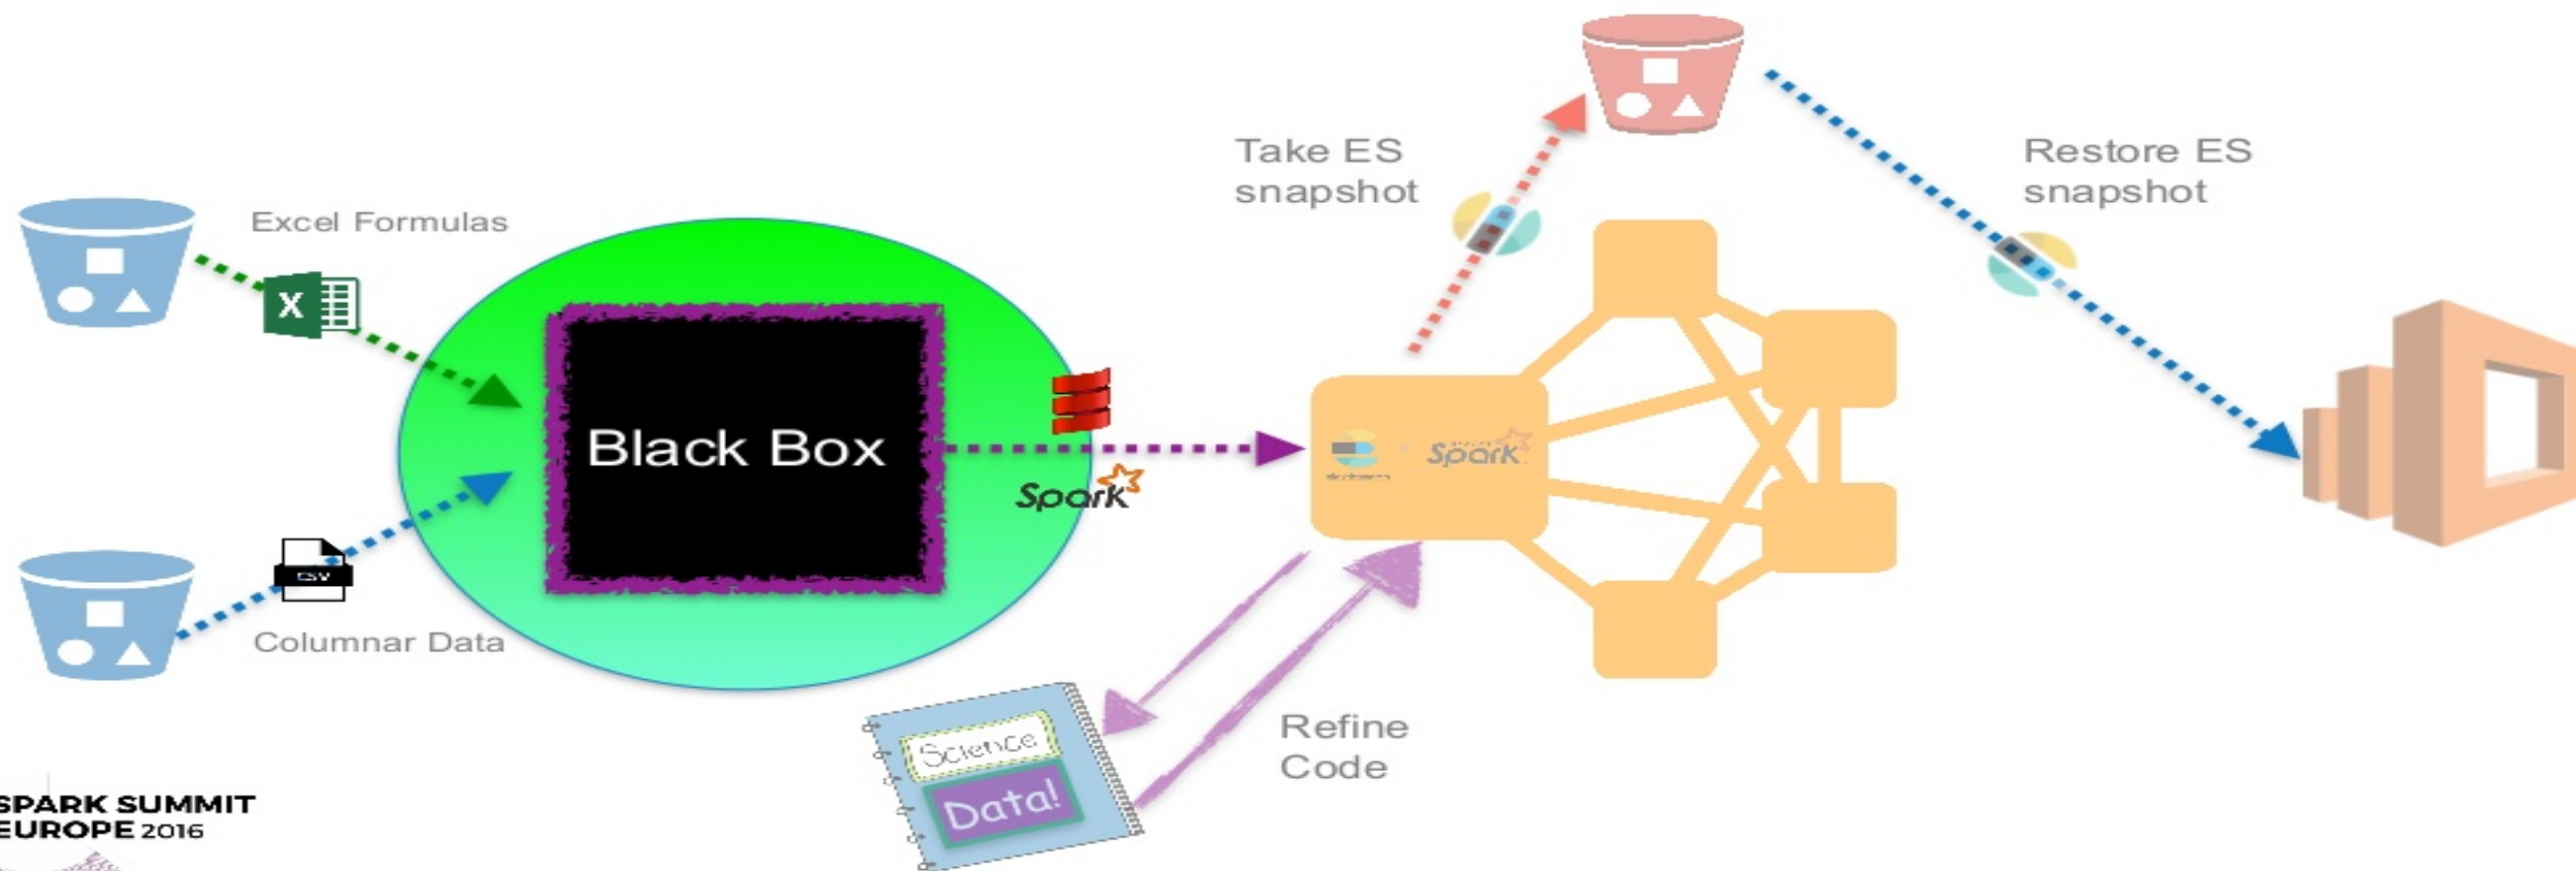 Take ES
snapshot
Restore ES
snapshot
Excel Formulas
X
Black Box
Spark
Spark
CSV
Columnar Data
Refine
Code
Science
Data!
SPARK SUMMIT
EUROPE 2016